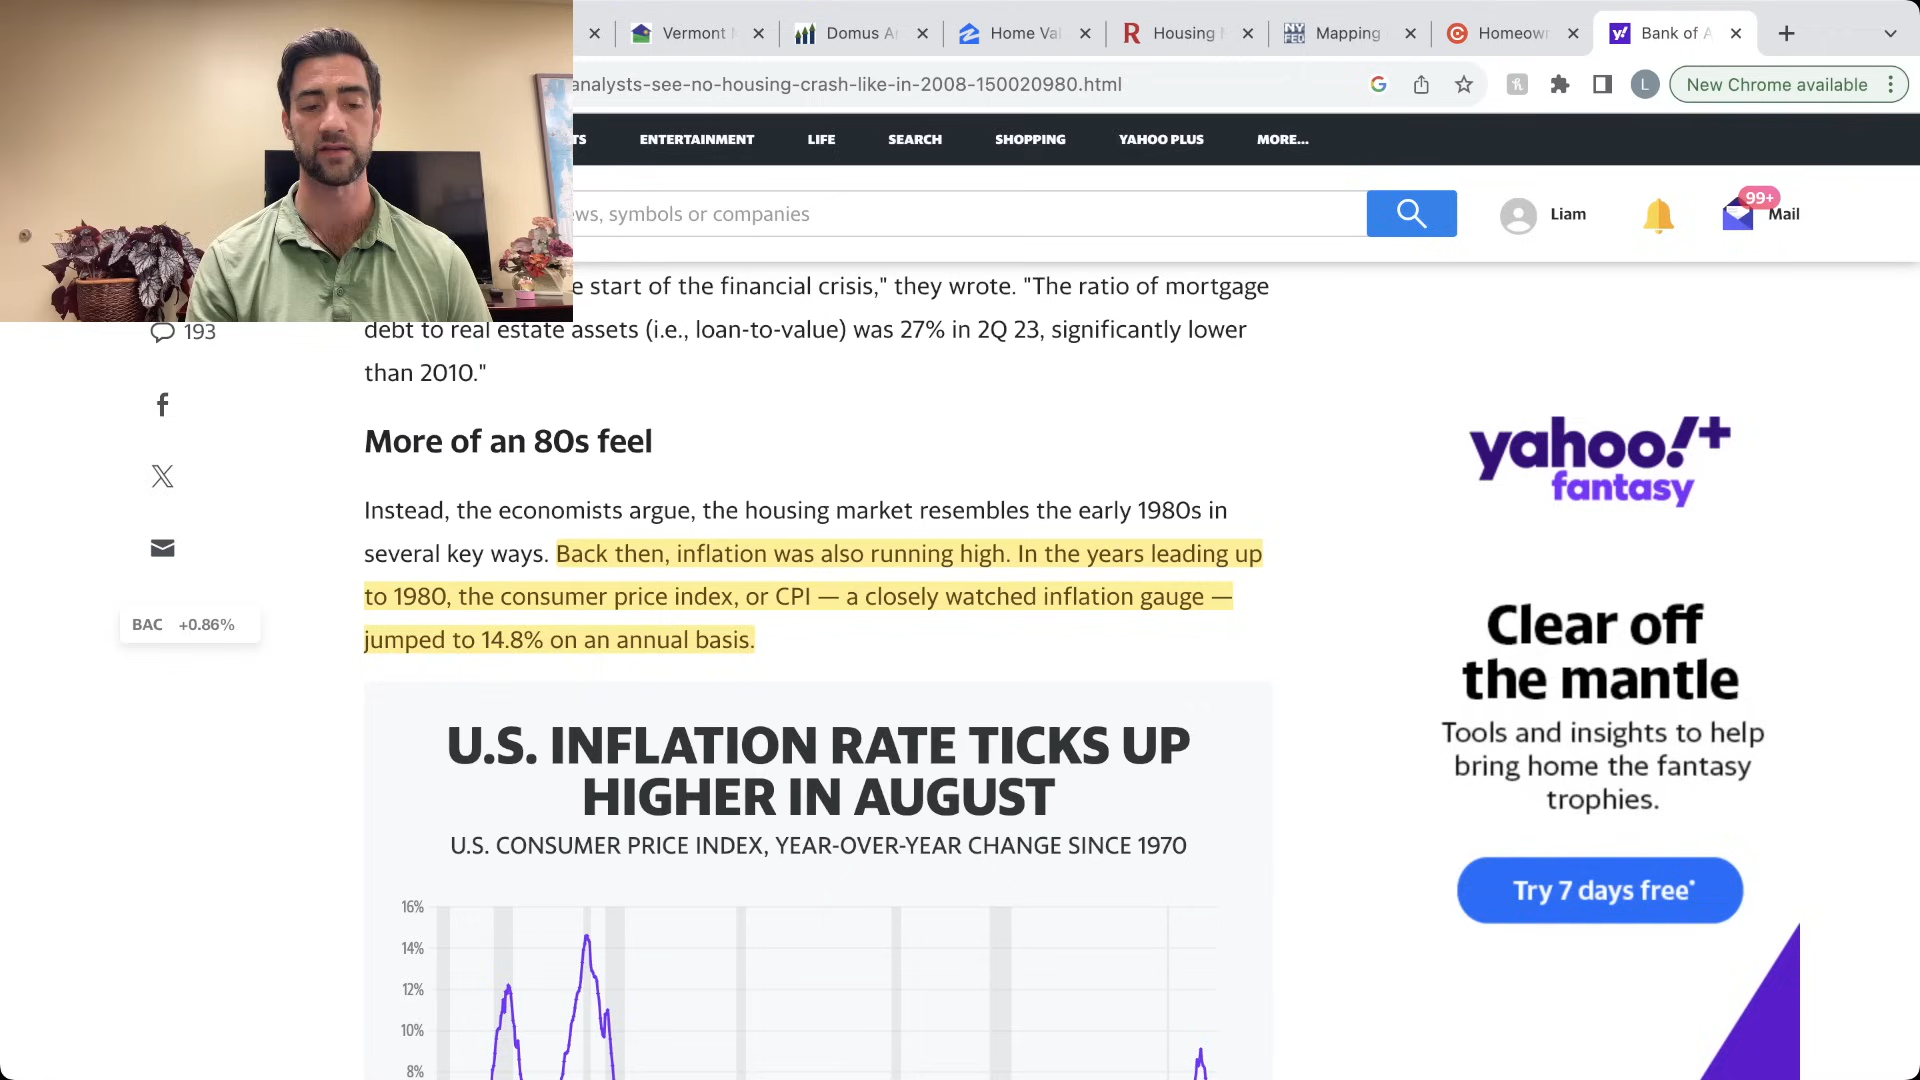 Vermont
Domus A
Home Va
Housing
NY FED
Mapping
Homeow
Bank of A
analysts-see-no-housing-crash-like-in-2008-150020980.html
L
New Chrome available
TS
ENTERTAINMENT
LIFE
SEARCH
SHOPPING
YAHOO PLUS
MORE...
ws, symbols or companies
Liam
99+
Mail
e start of the financial crisis," they wrote. "The ratio of mortgage
debt to real estate assets (i.e., loan-to-value) was 27% in 2Q 23, significantly lower
than 2010."
193
More of an 80s feel
Instead, the economists argue, the housing market resembles the early 1980s in
several key ways. Back then, inflation was also running high. In the years leading up
to 1980, the consumer price index, or CPI — a closely watched inflation gauge —
jumped to 14.8% on an annual basis.
BAC +0.86%
U.S. INFLATION RATE TICKS UP
HIGHER IN AUGUST
U.S. CONSUMER PRICE INDEX, YEAR-OVER-YEAR CHANGE SINCE 1970
16%
14%
12%
10%
8%
yahoo!+
fantasy
Clear off
the mantle
Tools and insights to help
bring home the fantasy
trophies.
Try 7 days free*